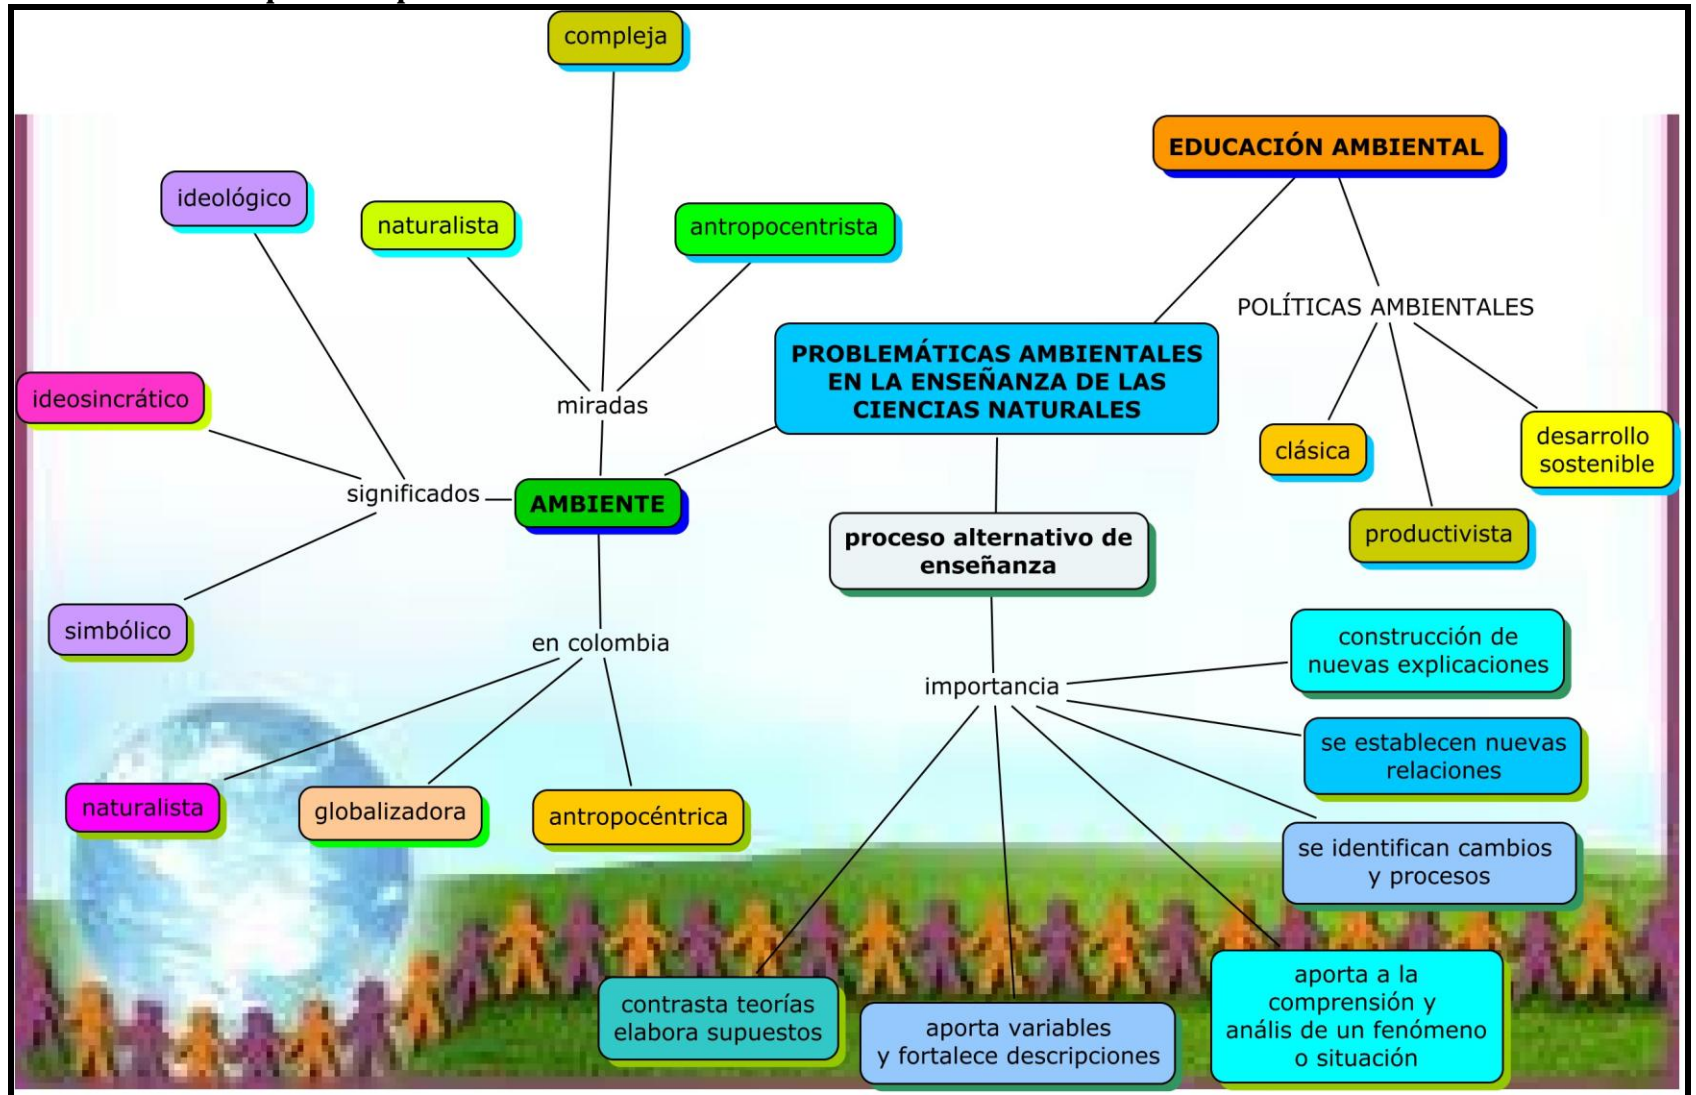 compleja
EDUCACIÓN AMBIENTAL
ideológico
naturalista
antropocentrista
POLÍTICAS AMBIENTALES
PROBLEMÁTICAS AMBIENTALES
EN LA ENSEÑANZA DE LAS
CIENCIAS NATURALES
ideosincrático
miradas
clásica
desarrollo
sostenible
significados
AMBIENTE
productivista
proceso alternativo de
enseñanza
simbólico
en colombia
construcción de
nuevas explicaciones
importancia
se establecen nuevas
relaciones
naturalista
globalizadora
antropocéntrica
se identifican cambios
y procesos
contrasta teorías
elabora supuestos
aporta variables
y fortalece descripciones
aporta a la
comprensión y
anális de un fenómeno
o situación